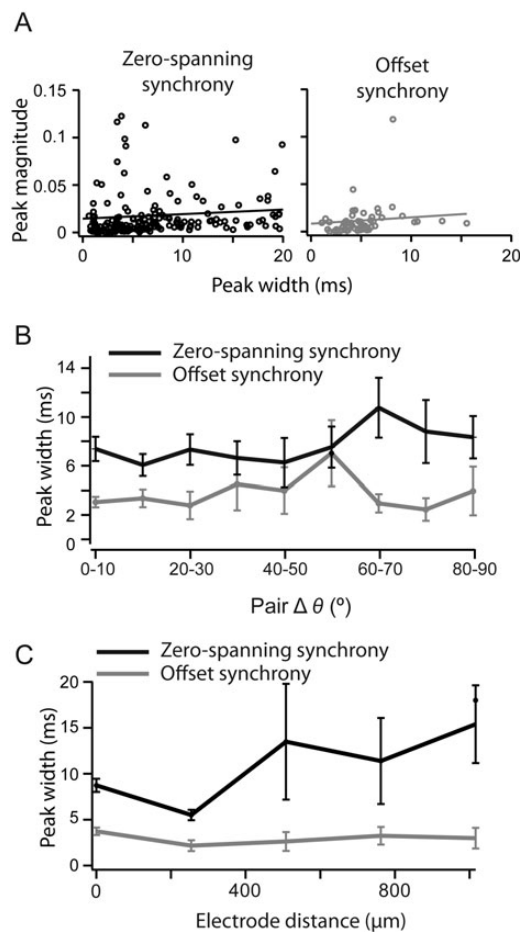 A
Zero-spanning
synchrony
Offset
synchrony
Peak magnitude
0.15
0.1
0.05
0
0
10
20
0
10
20
Peak width (ms)
B
Zero-spanning synchrony
Offset synchrony
Peak width (ms)
14
10
6
2
0
0-10
20-30
40-50
60-70
80-90
Pair Δ θ (º)
C
Zero-spanning synchrony
Offset synchrony
Peak width (ms)
20
15
10
5
0
0
400
800
Electrode distance (μm)